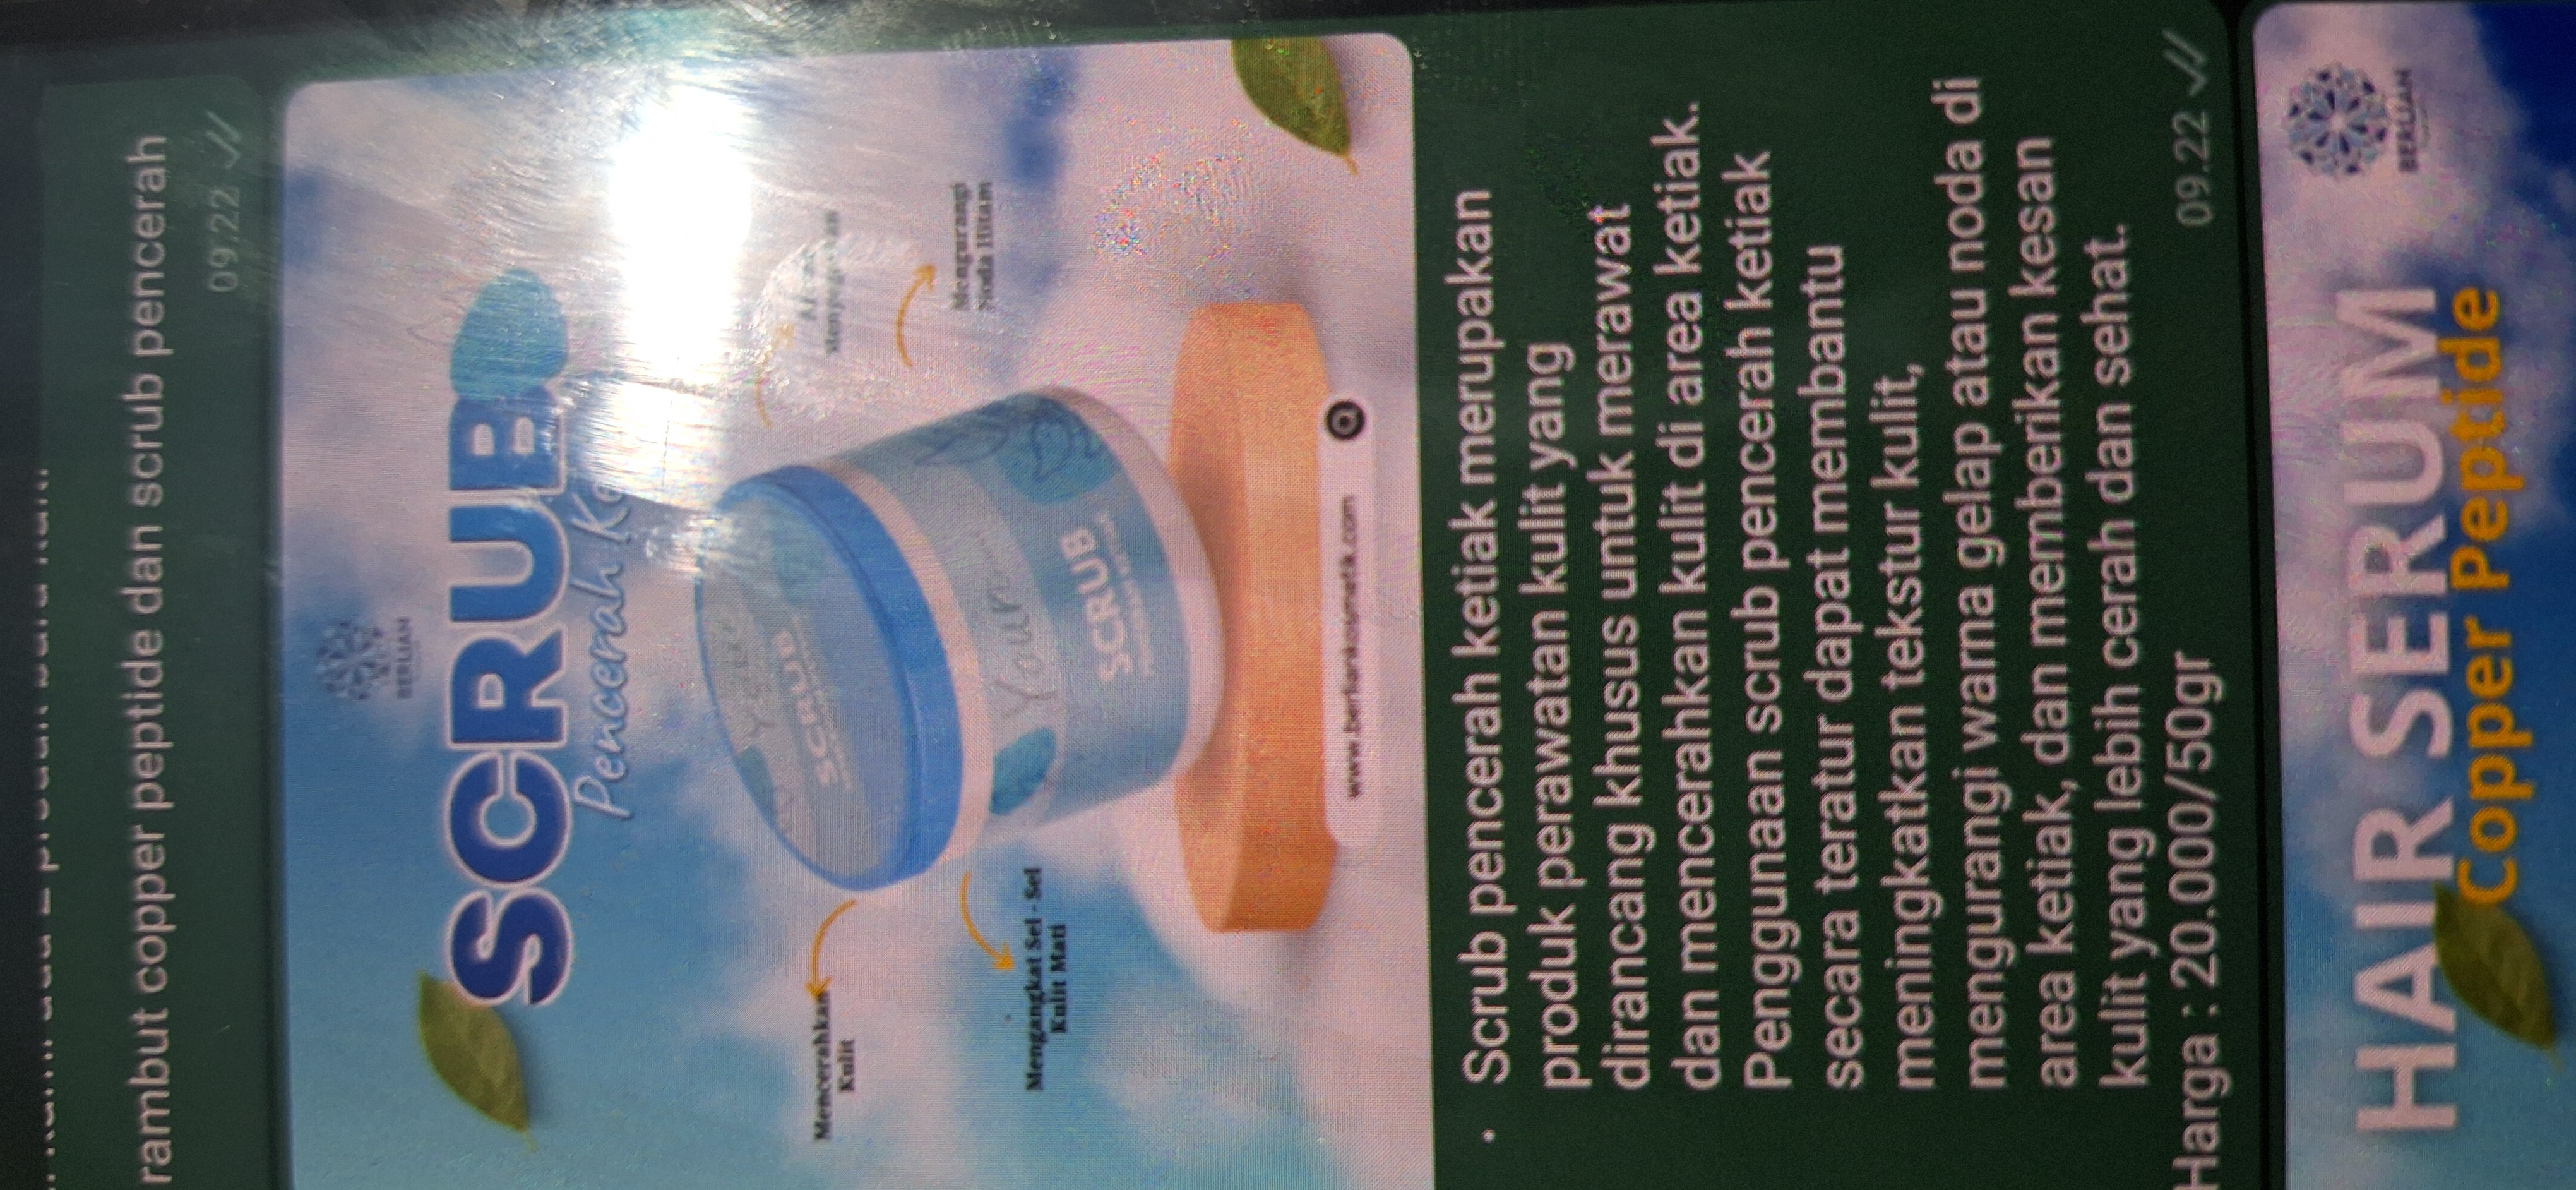 rambut copper peptide dan scrub pencerah
09.22
BERLIAN
SCRUB
Pencerah
Mencerahkan
Kulit
Mengangkat Sel - Sel
Kulit Mati
Mengurangi
Noda Hitam
SCRUB
Your
SCRUB
www.berliankosmetik.com
• Scrub pencerah ketiak merupakan
produk perawatan kulit yang
dirancang khusus untuk merawat
dan mencerahkan kulit di area ketiak.
Penggunaan scrub pencerah ketiak
secara teratur dapat membantu
meningkatkan tekstur kulit,
mengurangi warna gelap atau noda di
area ketiak, dan memberikan kesan
kulit yang lebih cerah dan sehat.
Harga : 20.000/50gr
09.22
BERLIAN
HAIR SERUM
Copper Peptide